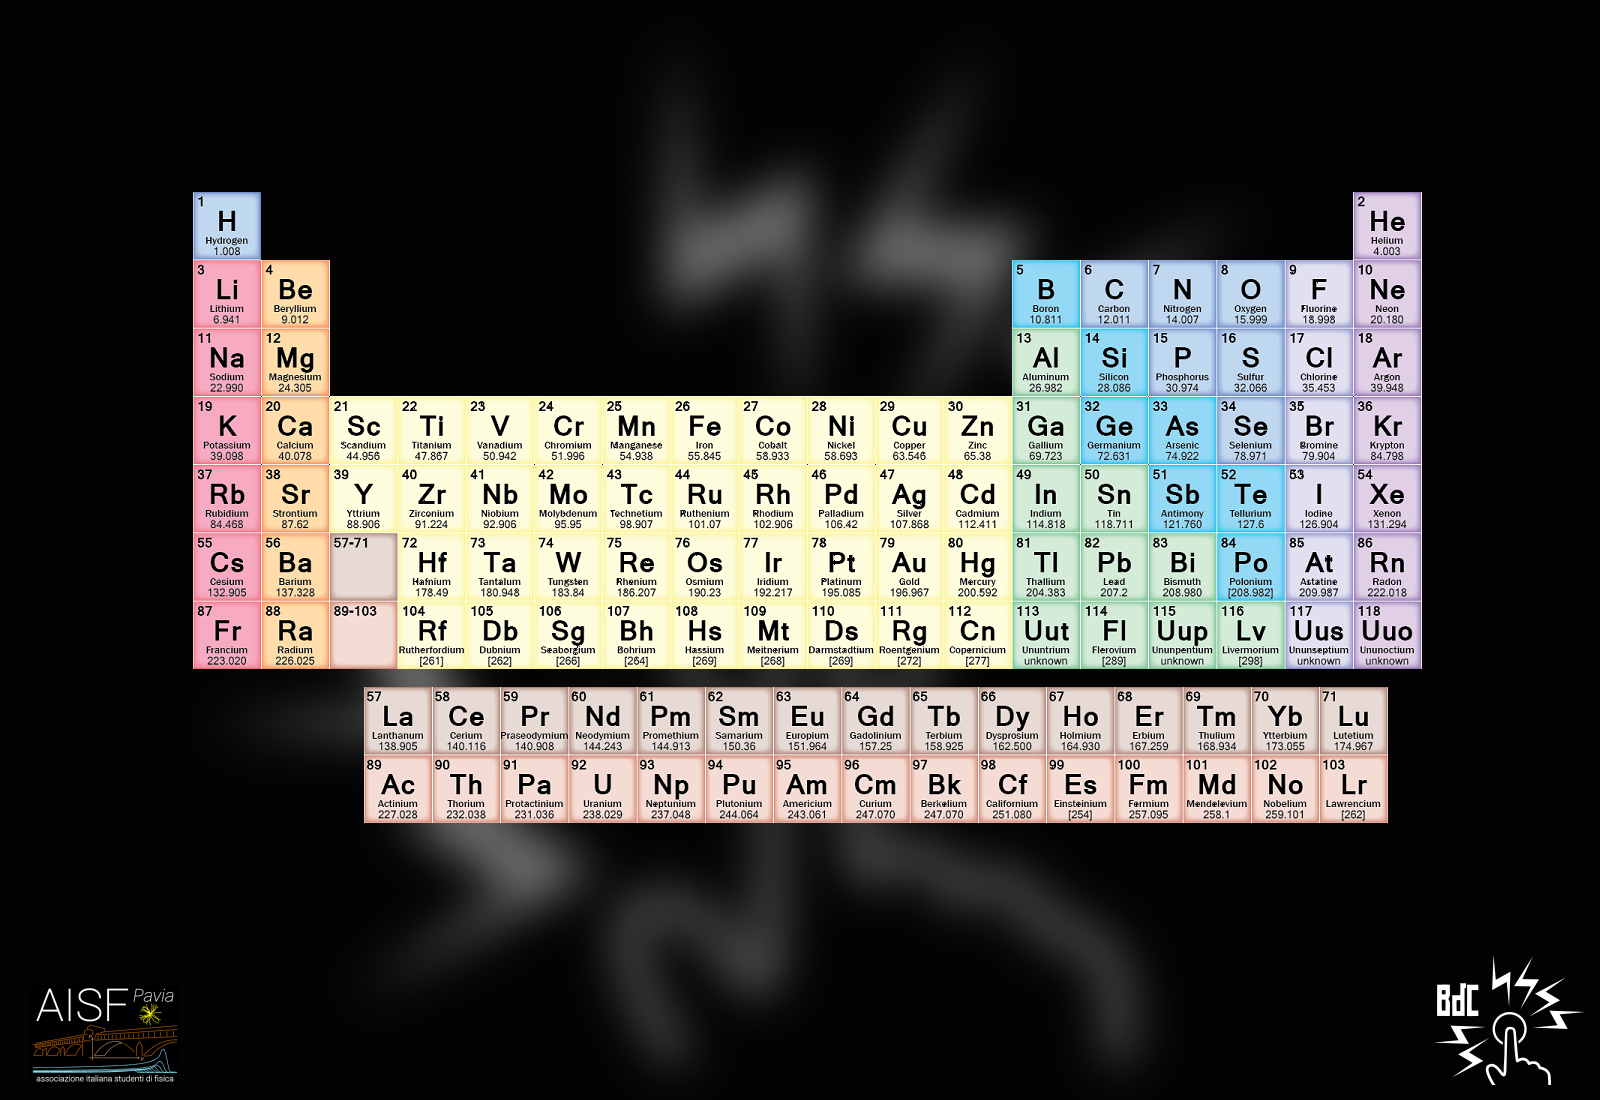 1 2
H He
Hydrogen Helium
1.008 4.003
3 4 5 6 7 8 9 10
Li Be B C N O F Ne
Lithium Beryllium Boron Carbon Nitrogen Oxygen Fluorine Neon
6.941 9.012 10.811 12.011 14.007 15.999 18.998 20.180
11 12 13 14 15 16 17 18
Na Mg Al Si P S Cl Ar
Sodium Magnesium Aluminum Silicon Phosphorus Sulfur Chlorine Argon
22.990 24.305 26.982 28.086 30.974 32.066 35.453 39.948
19 20 21 22 23 24 25 26 27 28 29 30 31 32 33 34 35 36
K Ca Sc Ti V Cr Mn Fe Co Ni Cu Zn Ga Ge As Se Br Kr
Potassium Calcium Scandium Titanium Vanadium Chromium Manganese Iron Cobalt Nickel Copper Zinc Gallium Germanium Arsenic Selenium Bromine Krypton
39.098 40.078 44.956 47.867 50.942 51.996 54.938 55.845 58.933 58.693 63.546 65.38 69.723 72.631 74.922 78.971 79.904 84.798
37 38 39 40 41 42 43 44 45 46 47 48 49 50 51 52 53 54
Rb Sr Y Zr Nb Mo Tc Ru Rh Pd Ag Cd In Sn Sb Te I Xe
Rubidium Strontium Yttrium Zirconium Niobium Molybdenum Technetium Ruthenium Rhodium Palladium Silver Cadmium Indium Tin Antimony Tellurium Iodine Xenon
84.468 87.62 88.906 91.224 92.906 95.95 98.907 101.07 102.906 106.42 107.868 112.411 114.818 118.711 121.760 127.6 126.904 131.294
55 56 57-71 72 73 74 75 76 77 78 79 80 81 82 83 84 85 86
Cs Ba Hf Ta W Re Os Ir Pt Au Hg Tl Pb Bi Po At Rn
Cesium Barium Hafnium Tantalum Tungsten Rhenium Osmium Iridium Platinum Gold Mercury Thallium Lead Bismuth Polonium Astatine Radon
132.905 137.328 178.49 180.948 183.84 186.207 190.23 192.217 195.085 196.967 200.592 204.383 207.2 208.980 [208.982] 209.987 222.018
87 88 89-103 104 105 106 107 108 109 110 111 112 113 114 115 116 117 118
Fr Ra Rf Db Sg Bh Hs Mt Ds Rg Cn Uut Fl Uup Lv Uus Uuo
Francium Radium Rutherfordium Dubnium Seaborgium Bohrium Hassium Meitnerium Darmstadtium Roentgenium Copernicium Ununtrium Flerovium Ununpentium Livermorium Ununseptium Ununoctium
223.020 226.025 [261] [262] [266] [264] [269] [268] [269] [272] [277] unknown [289] unknown [298] unknown unknown
57 58 59 60 61 62 63 64 65 66 67 68 69 70 71
La Ce Pr Nd Pm Sm Eu Gd Tb Dy Ho Er Tm Yb Lu
Lanthanum Cerium Praseodymium Neodymium Promethium Samarium Europium Gadolinium Terbium Dysprosium Holmium Erbium Thulium Ytterbium Lutetium
138.905 140.116 140.908 144.243 144.913 150.36 151.964 157.25 158.925 162.500 164.930 167.259 168.934 173.055 174.967
89 90 91 92 93 94 95 96 97 98 99 100 101 102 103
Ac Th Pa U Np Pu Am Cm Bk Cf Es Fm Md No Lr
Actinium Thorium Protactinium Uranium Neptunium Plutonium Americium Curium Berkelium Californium Einsteinium Fermium Mendelevium Nobelium Lawrencium
227.028 232.038 231.036 238.029 237.048 244.064 243.061 247.070 247.070 251.080 [254] 257.095 258.1 259.101 [262]
AISF Pavia
associazione italiana studenti di fisica
BdC